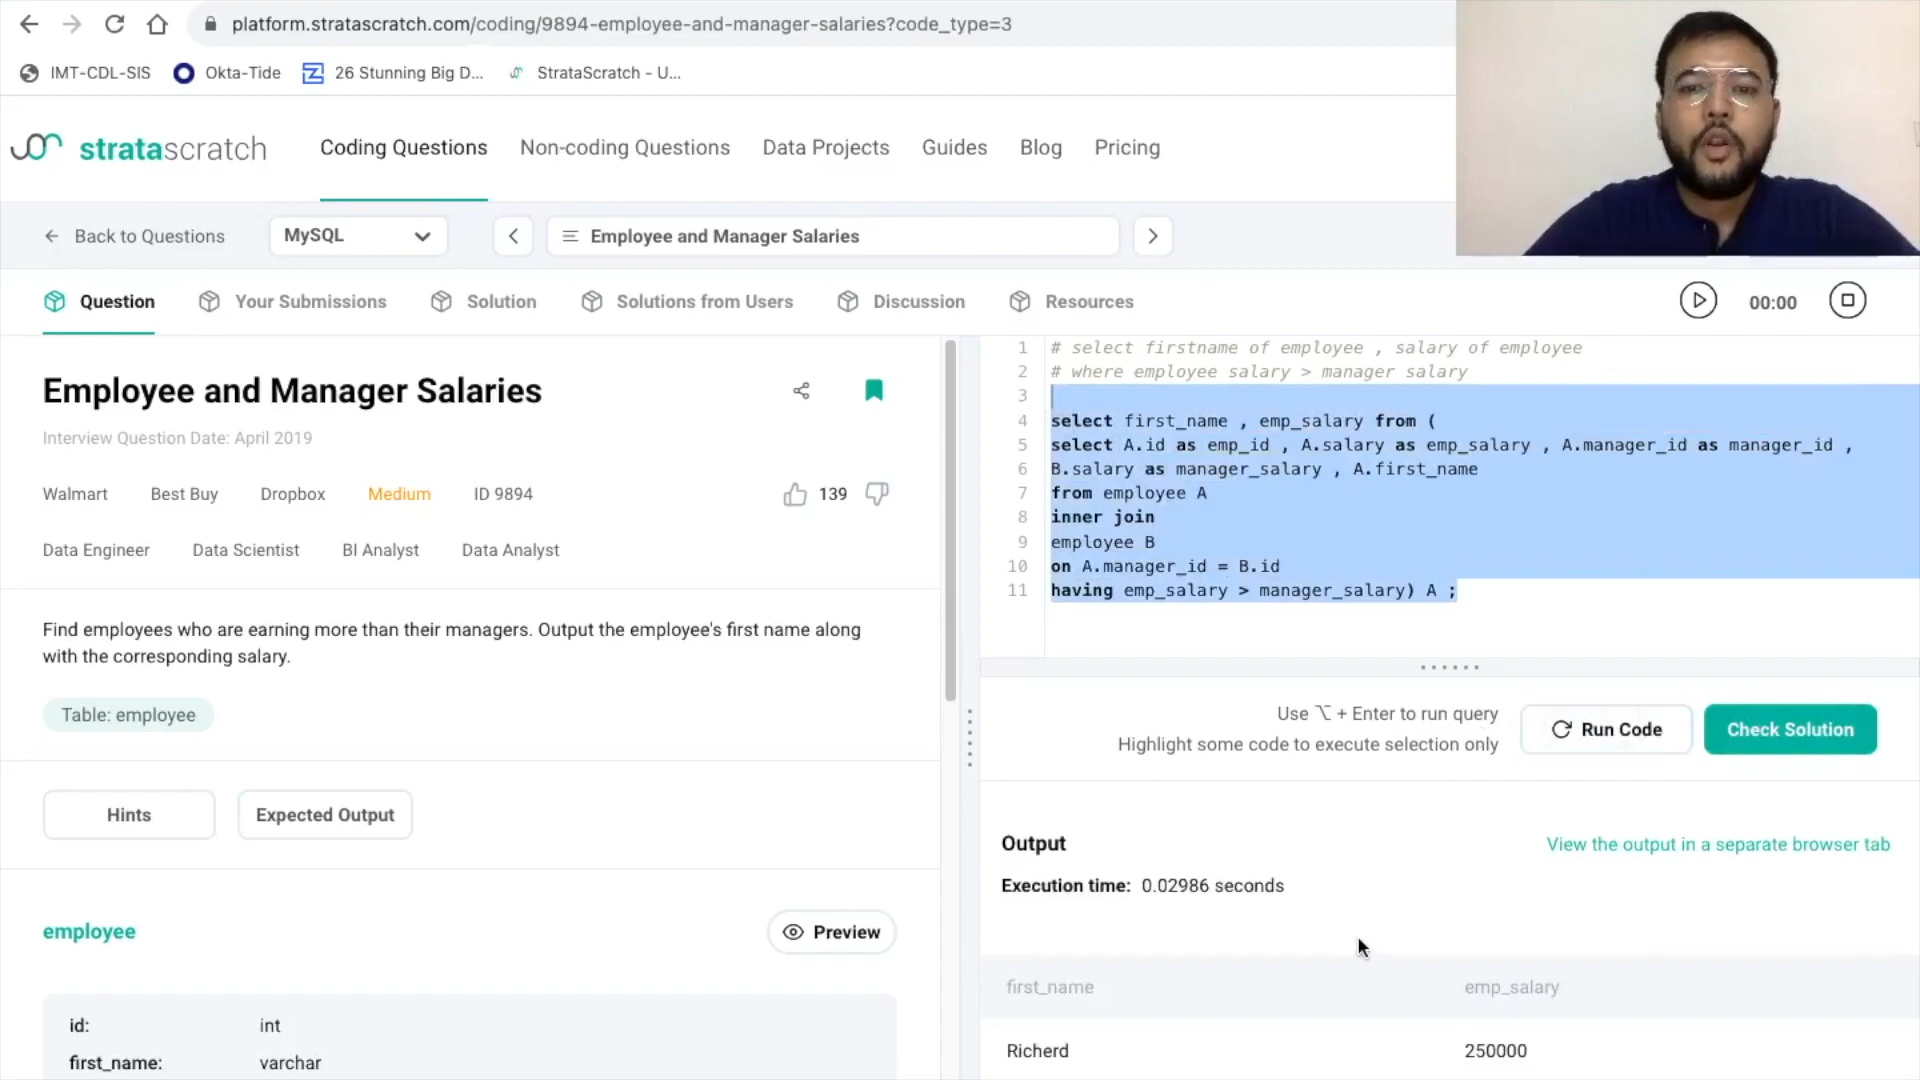 platform.stratascratch.com/coding/9894-employee-and-manager-salaries?code_type=3
IMT-CDL-SIS Okta-Tide 26 Stunning Big D... StrataScratch - U...
stratascratch Coding Questions Non-coding Questions Data Projects Guides Blog Pricing
Back to Questions MySQL Employee and Manager Salaries
Question Your Submissions Solution Solutions from Users Discussion Resources 00:00
Employee and Manager Salaries
Interview Question Date: April 2019
Walmart Best Buy Dropbox Medium ID 9894 139
Data Engineer Data Scientist BI Analyst Data Analyst
Find employees who are earning more than their managers. Output the employee's first name along
with the corresponding salary.
Table: employee
Hints Expected Output
employee Preview
id: int
first_name: varchar
1 # select firstname of employee , salary of employee
2 # where employee salary > manager salary
3
4 select first_name , emp_salary from (
5 select A.id as emp_id , A.salary as emp_salary , A.manager_id as manager_id ,
6 B.salary as manager_salary , A.first_name
7 from employee A
8 inner join
9 employee B
10 on A.manager_id = B.id
11 having emp_salary > manager_salary) A ;
Use ⌥ + Enter to run query
Highlight some code to execute selection only
Run Code Check Solution
Output View the output in a separate browser tab
Execution time: 0.02986 seconds
first_name emp_salary
Richerd 250000